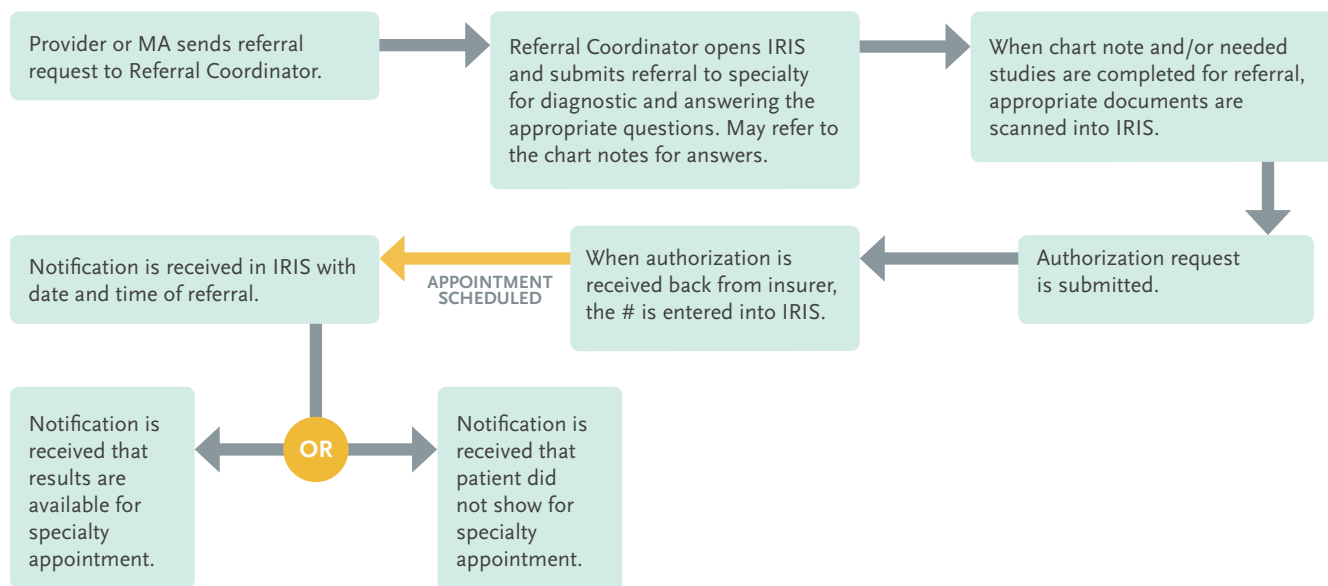 Provider or MA sends referral
request to Referral Coordinator.
Referral Coordinator opens IRIS
and submits referral to specialty
for diagnostic and answering the
appropriate questions. May refer to
the chart notes for answers.
When chart note and/or needed
studies are completed for referral,
appropriate documents are
scanned into IRIS.
Authorization request
is submitted.
When authorization is
received back from insurer,
the # is entered into IRIS.
APPOINTMENT
SCHEDULED
Notification is received in IRIS with
date and time of referral.
OR
Notification is
received that
results are
available for
specialty
appointment.
Notification is
received that
patient did
not show for
specialty
appointment.